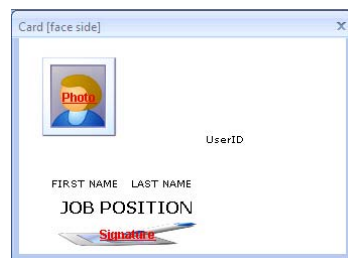 Card [face side]
Photo
UserID
FIRST NAME LAST NAME
JOB POSITION
Signature